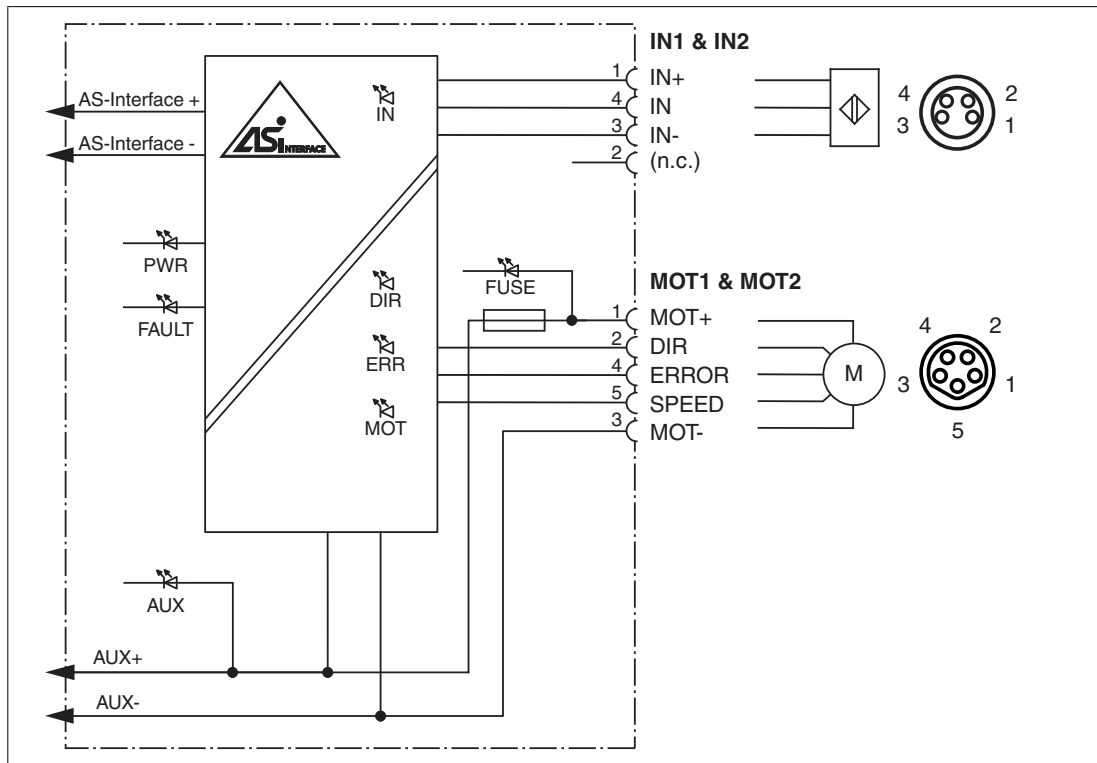 IN1 & IN2
1 IN+
4 IN
3 IN-
2 (n.c.)
4 2
3 1
AS-Interface +
AS-Interface -
ASi INTERFACE
IN
PWR
FAULT
DIR
ERR
MOT
FUSE
MOT1 & MOT2
1 MOT+
2 DIR
4 ERROR
5 SPEED
3 MOT-
M
4 2
3 1
5
AUX
AUX+
AUX-